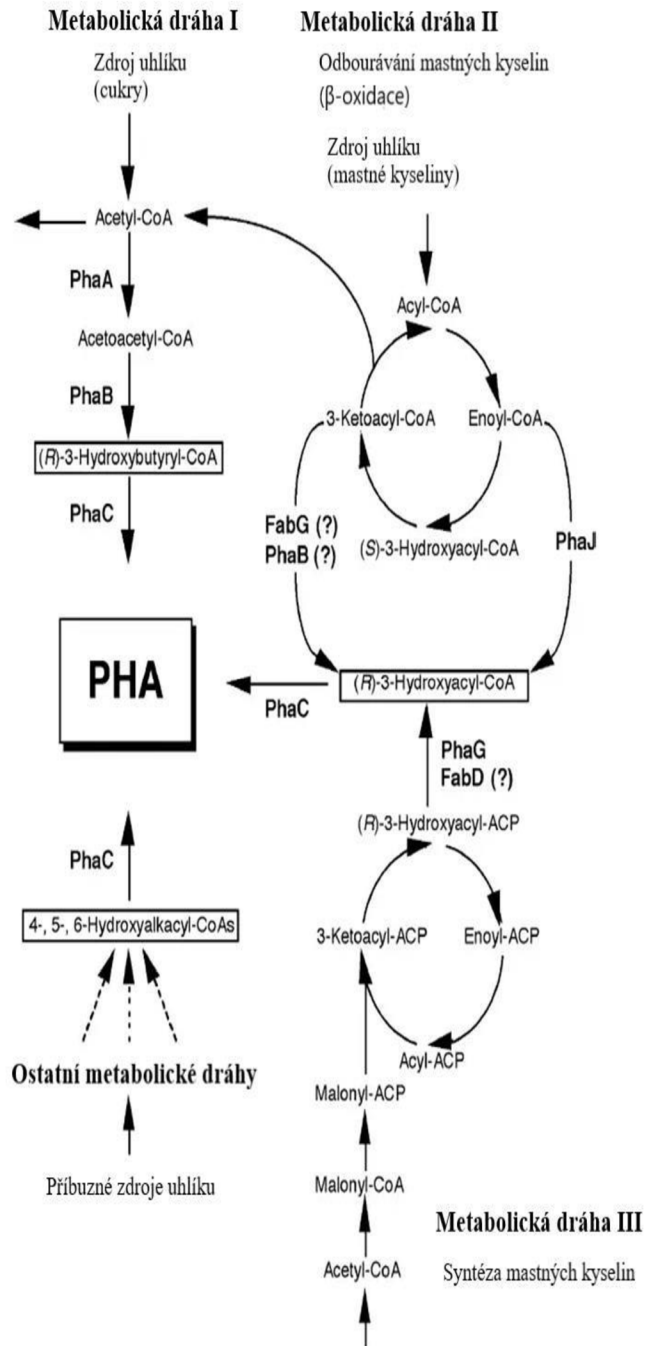 Metabolická dráha I
Zdroj uhlíku
(cukry)
Acetyl-CoA
PhaA
Acetoacetyl-CoA
PhaB
(R)-3-Hydroxybutyryl-CoA
PhaC
PHA
PhaC
4-, 5-, 6-Hydroxyalkacyl-CoAs
Ostatní metabolické dráhy
Příbuzné zdroje uhlíku
Metabolická dráha II
Odbourávání mastných kyselin
(β-oxidace)
Zdroj uhlíku
(mastné kyseliny)
Acyl-CoA
3-Ketoacyl-CoA
Enoyl-CoA
(S)-3-Hydroxyacyl-CoA
FabG (?)
PhaB (?)
PhaJ
(R)-3-Hydroxyacyl-CoA
PhaC
PhaG
FabD (?)
(R)-3-Hydroxyacyl-ACP
3-Ketoacyl-ACP
Enoyl-ACP
Acyl-ACP
Malonyl-ACP
Malonyl-CoA
Acetyl-CoA
Metabolická dráha III
Syntéza mastných kyselin